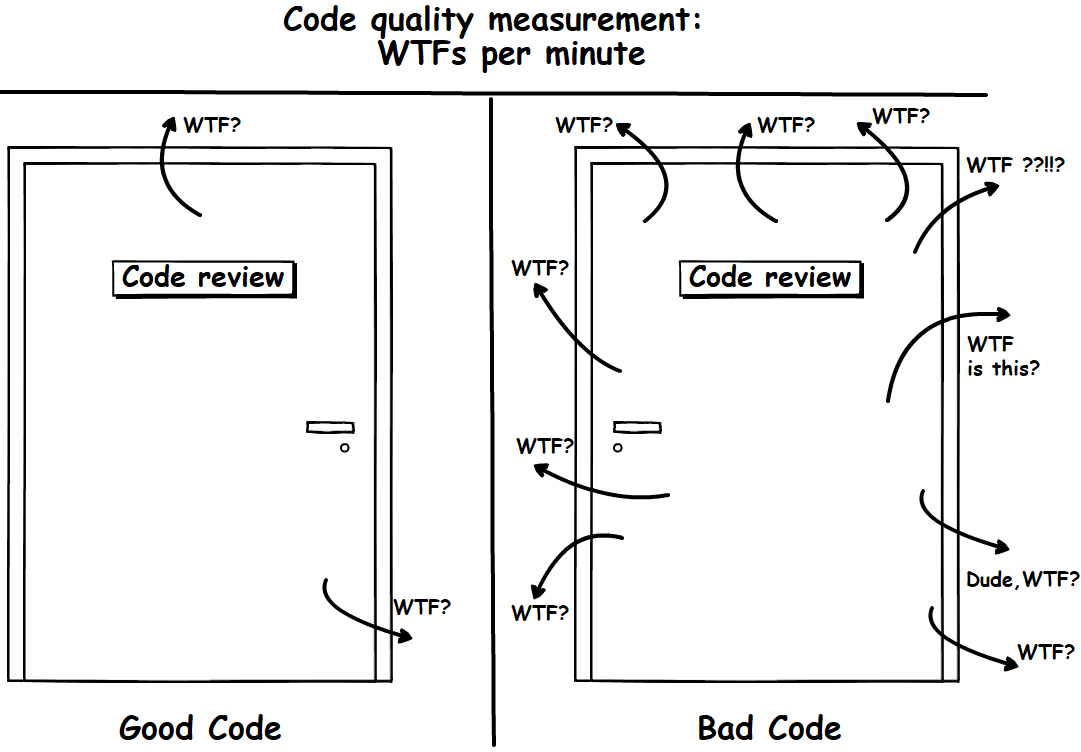 Code quality measurement:
WTFs per minute
WTF?
Code review
WTF?
Good Code
WTF?
WTF?
WTF?
WTF ??!!?
WTF?
Code review
WTF
is this?
WTF?
Dude, WTF?
WTF?
WTF?
Bad Code